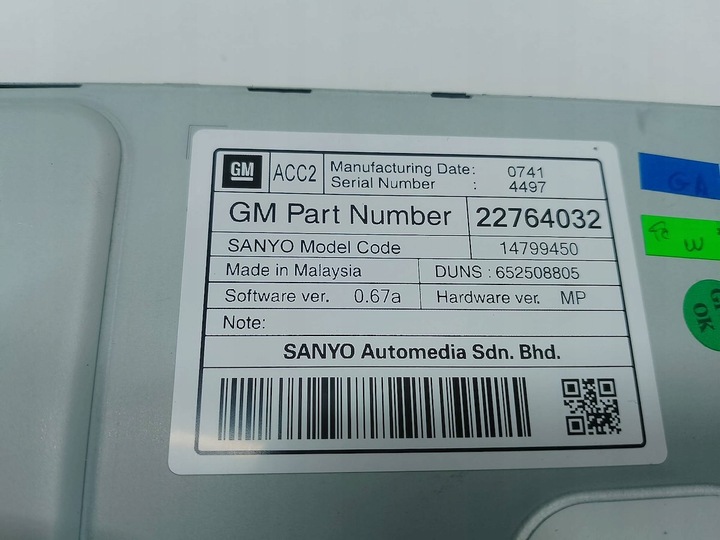 GM ACC2 Manufacturing Date: 0741
Serial Number : 4497
GM Part Number 22764032
SANYO Model Code 14799450
Made in Malaysia DUNS : 652508805
Software ver. 0.67a Hardware ver. MP
Note:
SANYO Automedia Sdn. Bhd.
GA
W
OK